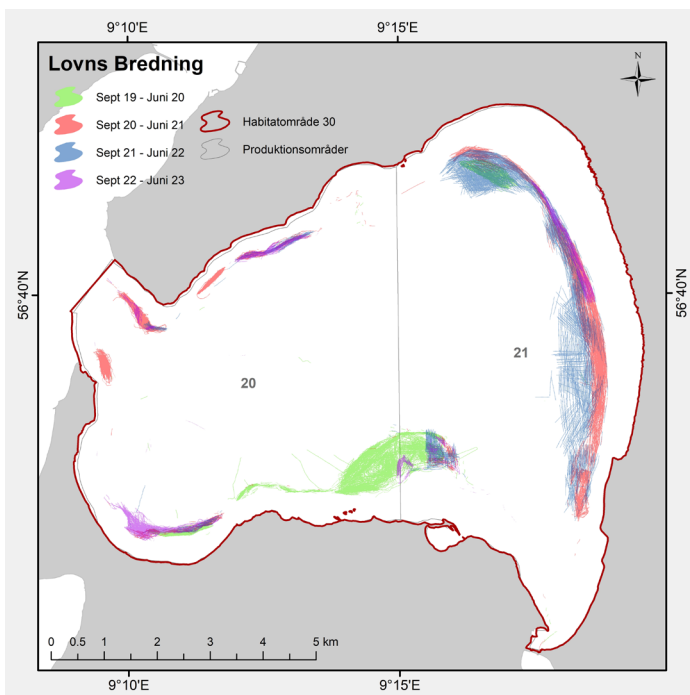 9°10'E
9°15'E
Lovns Bredning
N
Sept 19 - Juni 20
Sept 20 - Juni 21
Habitatområde 30
Sept 21 - Juni 22
Produktionsområder
Sept 22 - Juni 23
56°40'N
56°40'N
21
20
0 0.5 1 2 3 4 5 km
9°10'E
9°15'E